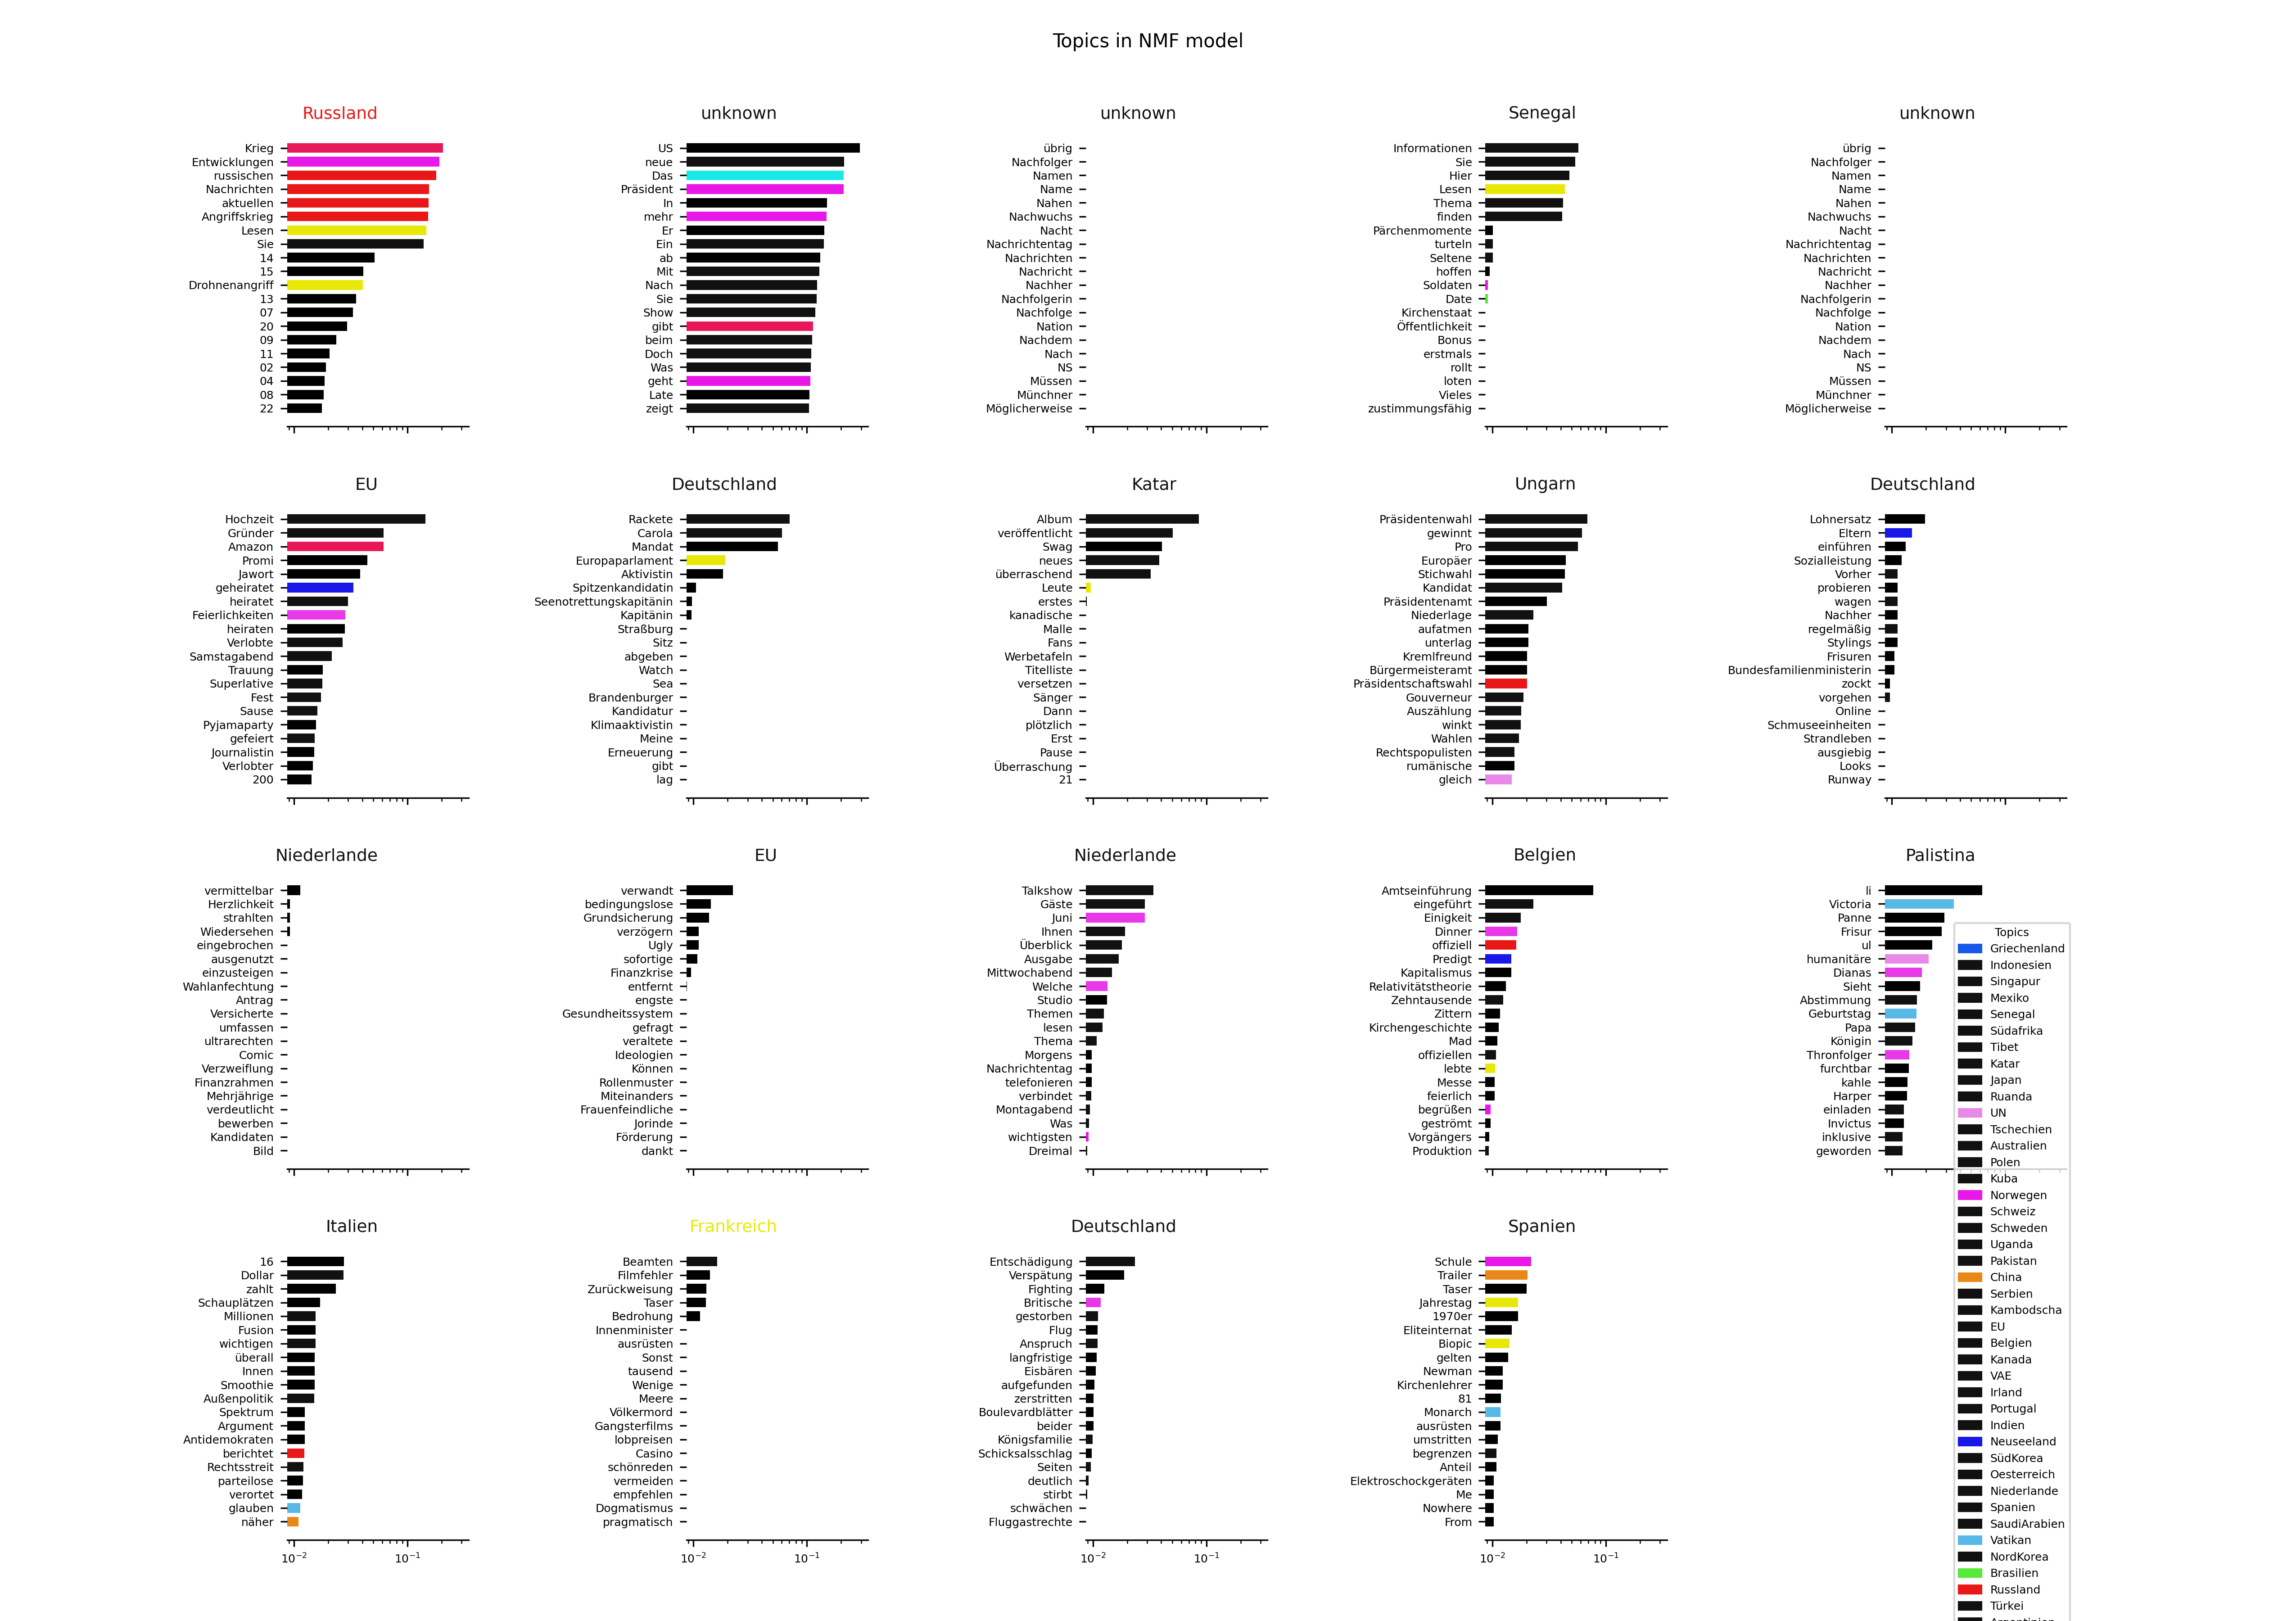 Topics in NMF model
Russland
Krieg
Entwicklungen
russischen
Nachrichten
aktuellen
Angriffskrieg
Lesen
Sie
14
15
Drohnenangriff
13
07
20
09
11
02
04
08
22
unknown
US
neue
Das
Präsident
In
mehr
Er
Ein
ab
Mit
Nach
Sie
Show
gibt
beim
Doch
Was
geht
Late
zeigt
unknown
übrig
Nachfolger
Namen
Name
Nahen
Nachwuchs
Nacht
Nachrichtentag
Nachrichten
Nachricht
Nachher
Nachfolgerin
Nachfolge
Nation
Nachdem
Nach
NS
Müssen
Münchner
Möglicherweise
Senegal
Informationen
Sie
Hier
Lesen
Thema
finden
Pärchenmomente
turteln
Seltene
hoffen
Soldaten
Date
Kirchenstaat
Öffentlichkeit
Bonus
erstmals
rollt
loten
Vieles
zustimmungsfähig
unknown
übrig
Nachfolger
Namen
Name
Nahen
Nachwuchs
Nacht
Nachrichtentag
Nachrichten
Nachricht
Nachher
Nachfolgerin
Nachfolge
Nation
Nachdem
Nach
NS
Müssen
Münchner
Möglicherweise
EU
Hochzeit
Gründer
Amazon
Promi
Jawort
geheiratet
heiratet
Feierlichkeiten
heiraten
Verlobte
Samstagabend
Trauung
Superlative
Fest
Sause
Pyjamaparty
gefeiert
Journalistin
Verlobter
200
Deutschland
Rackete
Carola
Mandat
Europaparlament
Aktivistin
Spitzenkandidatin
Seenotrettungskapitänin
Kapitänin
Straßburg
Sitz
abgeben
Watch
Sea
Brandenburger
Kandidatur
Klimaaktivistin
Meine
Erneuerung
gibt
lag
Katar
Album
veröffentlicht
Swag
neues
überraschend
Leute
erstes
kanadische
Malle
Fans
Werbetafeln
Titelliste
versetzen
Sänger
Dann
plötzlich
Erst
Pause
Überraschung
21
Ungarn
Präsidentenwahl
gewinnt
Pro
Europäer
Stichwahl
Kandidat
Präsidentenamt
Niederlage
aufatmen
unterlag
Kremlfreund
Bürgermeisteramt
Präsidentschaftswahl
Gouverneur
Auszählung
winkt
Wahlen
Rechtspopulisten
rumänische
gleich
Deutschland
Lohnersatz
Eltern
einführen
Sozialleistung
Vorher
probieren
wagen
Nachher
regelmäßig
Stylings
Frisuren
Bundesfamilienministerin
zockt
vorgehen
Online
Schmuseeinheiten
Strandleben
ausgiebig
Looks
Runway
Niederlande
vermittelbar
Herzlichkeit
strahlten
Wiedersehen
eingebrochen
ausgenutzt
einzusteigen
Wahlanfechtung
Antrag
Versicherte
umfassen
ultrarechten
Comic
Verzweiflung
Finanzrahmen
Mehrjährige
verdeutlicht
bewerben
Kandidaten
Bild
EU
verwandt
bedingungslose
Grundsicherung
verzögern
Ugly
sofortige
Finanzkrise
entfernt
engste
Gesundheitssystem
gefragt
veraltete
Ideologien
Können
Rollenmuster
Miteinanders
Frauenfeindliche
Jorinde
Förderung
dankt
Niederlande
Talkshow
Gäste
Juni
Ihnen
Überblick
Ausgabe
Mittwochabend
Welche
Studio
Themen
lesen
Thema
Morgens
Nachrichtentag
telefonieren
verbindet
Montagabend
Was
wichtigsten
Dreimal
Belgien
Amtseinführung
eingeführt
Einigkeit
Dinner
offiziell
Predigt
Kapitalismus
Relativitätstheorie
Zehntausende
Zittern
Kirchengeschichte
Mad
offiziellen
lebte
Messe
feierlich
begrüßen
geströmt
Vorgängers
Produktion
Palistina
li
Victoria
Panne
Frisur
ul
humanitäre
Dianas
Sieht
Abstimmung
Geburtstag
Papa
Königin
Thronfolger
furchtbar
kahle
Harper
einladen
Invictus
inklusive
geworden
Italien
16
Dollar
zahlt
Schauplätzen
Millionen
Fusion
wichtigen
überall
Innen
Smoothie
Außenpolitik
Spektrum
Argument
Antidemokraten
berichtet
Rechtsstreit
parteilose
verortet
glauben
näher
10⁻² 10⁻¹
Frankreich
Beamten
Filmfehler
Zurückweisung
Taser
Bedrohung
Innenminister
ausrüsten
Sonst
tausend
Wenige
Meere
Völkermord
Gangsterfilms
lobpreisen
Casino
schönreden
vermeiden
empfehlen
Dogmatismus
pragmatisch
10⁻² 10⁻¹
Deutschland
Entschädigung
Verspätung
Fighting
Britische
gestorben
Flug
Anspruch
langfristige
Eisbären
aufgefunden
zerstritten
Boulevardblätter
beider
Königsfamilie
Schicksalsschlag
Seiten
deutlich
stirbt
schwächen
Fluggastrechte
10⁻² 10⁻¹
Spanien
Schule
Trailer
Taser
Jahrestag
1970er
Eliteinternat
Biopic
gelten
Newman
Kirchenlehrer
81
Monarch
ausrüsten
umstritten
begrenzen
Anteil
Elektroschockgeräten
Me
Nowhere
From
10⁻² 10⁻¹
Topics
Griechenland
Indonesien
Singapur
Mexiko
Senegal
Südafrika
Tibet
Katar
Japan
Ruanda
UN
Tschechien
Australien
Polen
Kuba
Norwegen
Schweiz
Schweden
Uganda
Pakistan
China
Serbien
Kambodscha
EU
Belgien
Kanada
VAE
Irland
Portugal
Indien
Neuseeland
SüdKorea
Oesterreich
Niederlande
Spanien
SaudiArabien
Vatikan
NordKorea
Brasilien
Russland
Türkei